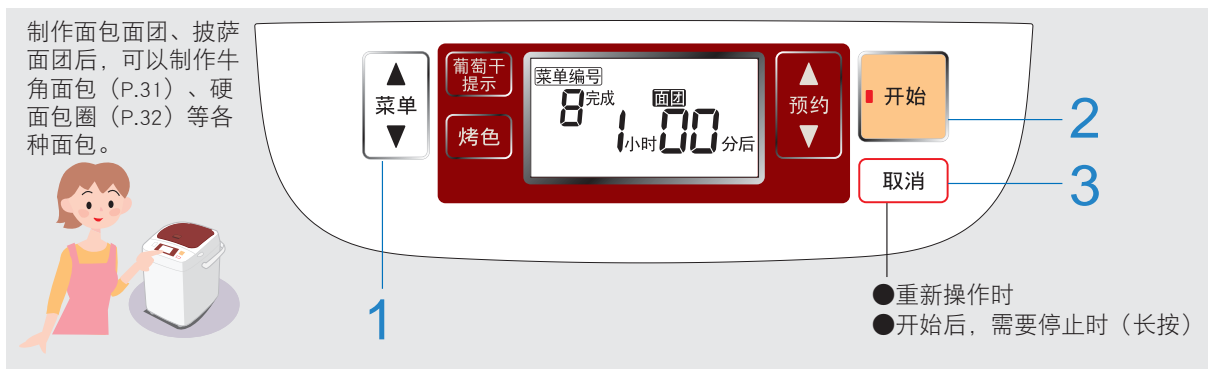 制作面包面团、披萨
面团后，可以制作牛
角面包（P.31）、硬
面包圈（P.32）等各
种面包。
▲
菜单
▼
葡萄干
提示
烤色
菜单编号
8完成 面团
1小时00分后
▲
预约
▼
开始
取消
1
2
3
●重新操作时
●开始后，需要停止时（长按）